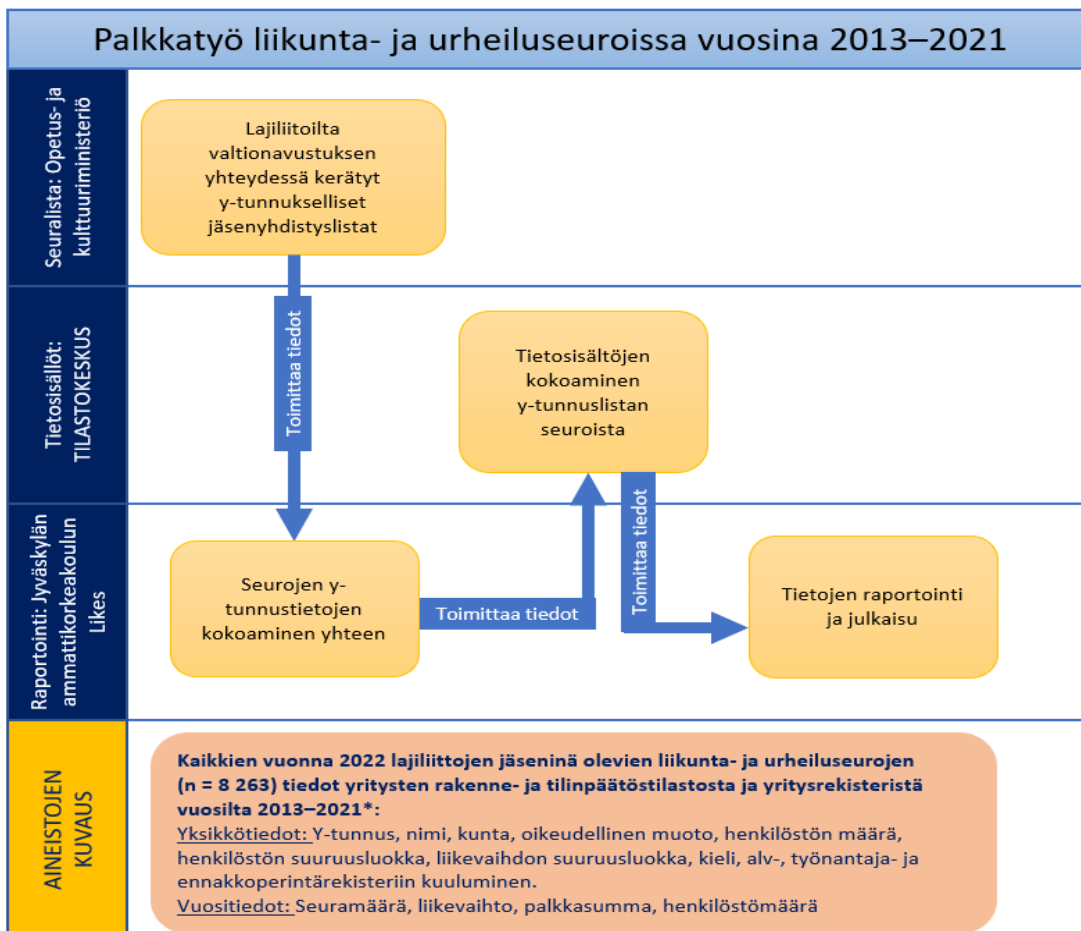 Palkkatyö liikunta- ja urheiluseuroissa vuosina 2013–2021
Seuralista: Opetus- ja
kulttuuriministeriö
Lajiliitoilta
valtionavustuksen
yhteydessä kerätyt
y-tunnukselliset
jäsenyhdistyslistat
Toimittaa tiedot
Tietosisällöt:
TILASTOKESKUS
Tietosisältöjen
kokoaminen
y-tunnuslistan
seuroista
Toimittaa tiedot
Raportointi: Jyväskylän
ammattikorkeakoulun
Likes
Seurojen y-
tunnustietojen
kokoaminen yhteen
Toimittaa tiedot
Tietojen raportointi
ja julkaisu
AINEISTOJEN
KUVAUS
Kaikkien vuonna 2022 lajiliittojen jäseninä olevien liikunta- ja urheiluseurojen
(n = 8 263) tiedot yritysten rakenne- ja tilinpäätöstilastosta ja yritysrekisteristä
vuosilta 2013–2021*:
Yksikkötiedot: Y-tunnus, nimi, kunta, oikeudellinen muoto, henkilöstön määrä,
henkilöstön suuruusluokka, liikevaihdon suuruusluokka, kieli, alv-, työnantaja- ja
ennakkoperintärekisteriin kuuluminen.
Vuositiedot: Seuramäärä, liikevaihto, palkkasumma, henkilöstömäärä